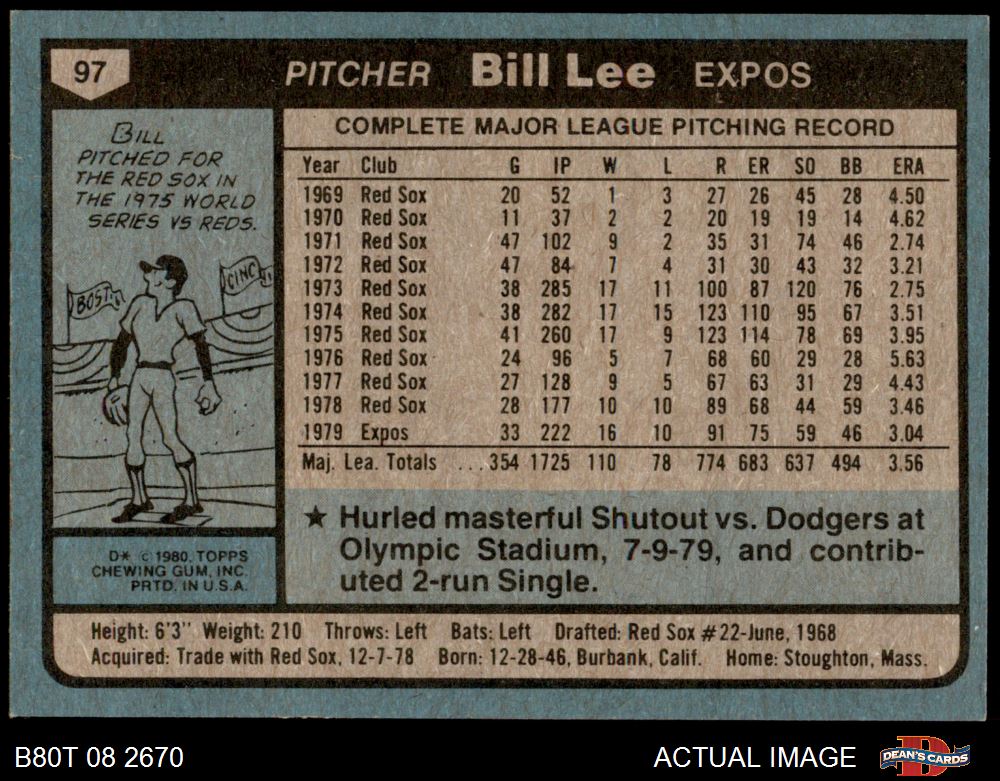 97
PITCHER Bill Lee EXPOS
BILL
PITCHED FOR
THE RED SOX IN
THE 1975 WORLD
SERIES VS REDS.
BOST.
CINC
D* © 1980. TOPPS
CHEWING GUM, INC.
PRTD. IN U.S.A.
COMPLETE MAJOR LEAGUE PITCHING RECORD
Year Club G IP W L R ER SO BB ERA
1969 Red Sox 20 52 1 3 27 26 45 28 4.50
1970 Red Sox 11 37 2 2 20 19 19 14 4.62
1971 Red Sox 47 102 9 2 35 31 74 46 2.74
1972 Red Sox 47 84 7 4 31 30 43 32 3.21
1973 Red Sox 38 285 17 11 100 87 120 76 2.75
1974 Red Sox 38 282 17 15 123 110 95 67 3.51
1975 Red Sox 41 260 17 9 123 114 78 69 3.95
1976 Red Sox 24 96 5 7 68 60 29 28 5.63
1977 Red Sox 27 128 9 5 67 63 31 29 4.43
1978 Red Sox 28 177 10 10 89 68 44 59 3.46
1979 Expos 33 222 16 10 91 75 59 46 3.04
Maj. Lea. Totals ...354 1725 110 78 774 683 637 494 3.56
★ Hurled masterful Shutout vs. Dodgers at
Olympic Stadium, 7-9-79, and contrib-
uted 2-run Single.
Height: 6'3" Weight: 210 Throws: Left Bats: Left Drafted: Red Sox #22-June, 1968
Acquired: Trade with Red Sox, 12-7-78 Born: 12-28-46, Burbank, Calif. Home: Stoughton, Mass.
B80T 08 2670
ACTUAL IMAGE
DEAN'S CARDS